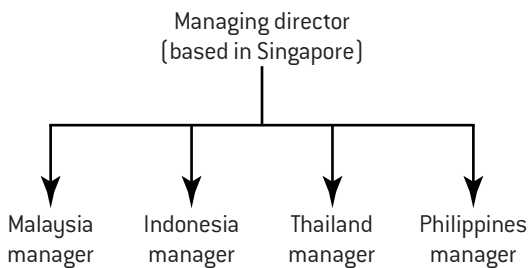 Managing director
(based in Singapore)
Malaysia manager
Indonesia manager
Thailand manager
Philippines manager